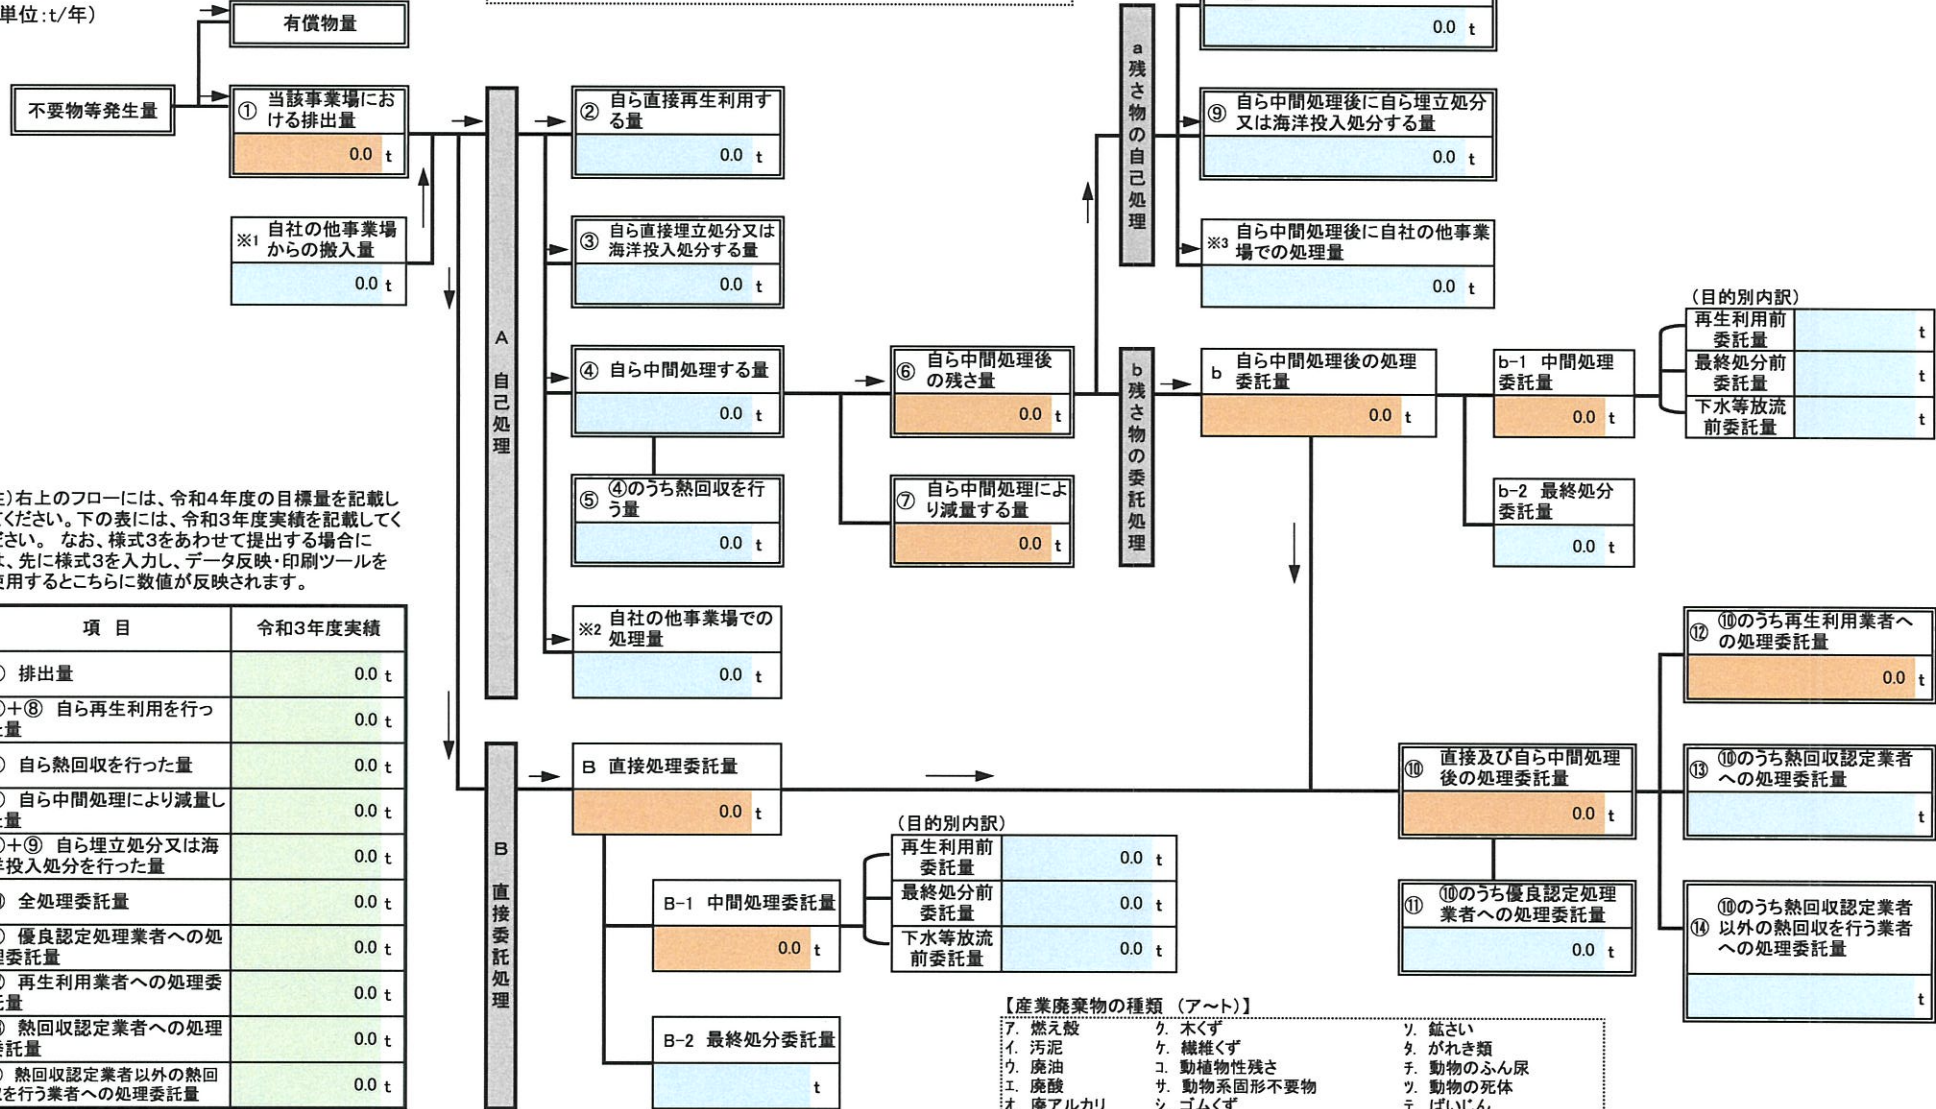 単位:t/年)
有償物量
不要物等発生量
① 当該事業場にお
ける排出量
0.0 t
※1 自社の他事業場
からの搬入量
0.0 t
A 自己処理
② 自ら直接再生利用す
る量
0.0 t
③ 自ら直接埋立処分又は
海洋投入処分する量
0.0 t
④ 自ら中間処理する量
0.0 t
⑤ ④のうち熱回収を行
う量
0.0 t
※2 自社の他事業場での
処理量
0.0 t
⑥ 自ら中間処理後
の残さ量
0.0 t
⑦ 自ら中間処理によ
り減量する量
0.0 t
a 残さ物の自己処理
0.0 t
⑨ 自ら中間処理後に自ら埋立処分
又は海洋投入処分する量
0.0 t
※3 自ら中間処理後に自社の他事業
場での処理量
0.0 t
b 残さ物の委託処理
b 自ら中間処理後の処理
委託量
0.0 t
b-1 中間処理
委託量
0.0 t
b-2 最終処分
委託量
0.0 t
(目的別内訳)
再生利用前
委託量 t
最終処分前
委託量 t
下水等放流
前委託量 t
)右上のフローには、令和4年度の目標量を記載し
ください。下の表には、令和3年度実績を記載してく
さい。 なお、様式3をあわせて提出する場合に
、先に様式3を入力し、データ反映・印刷ツールを
使用するとこちらに数値が反映されます。
項 目 令和3年度実績
) 排出量 0.0 t
)+⑧ 自ら再生利用を行っ
量 0.0 t
) 自ら熱回収を行った量 0.0 t
) 自ら中間処理により減量し
量 0.0 t
)+⑨ 自ら埋立処分又は海
洋投入処分を行った量 0.0 t
) 全処理委託量 0.0 t
) 優良認定処理業者への処
理委託量 0.0 t
) 再生利用業者への処理委
託量 0.0 t
) 熱回収認定業者への処理
委託量 0.0 t
) 熱回収認定業者以外の熱回
収を行う業者への処理委託量 0.0 t
B 直接委託処理
B 直接処理委託量
0.0 t
B-1 中間処理委託量
0.0 t
B-2 最終処分委託量
t
(目的別内訳)
再生利用前
委託量 0.0 t
最終処分前
委託量 0.0 t
下水等放流
前委託量 0.0 t
⑩ 直接及び自ら中間処理
後の処理委託量
0.0 t
⑪ ⑩のうち優良認定処理
業者への処理委託量
0.0 t
⑫ ⑩のうち再生利用業者へ
の処理委託量
0.0 t
⑬ ⑩のうち熱回収認定業者
への処理委託量
t
⑭ ⑩のうち熱回収認定業者
以外の熱回収を行う業者
への処理委託量
t
【産業廃棄物の種類 (ア~ト)】
ア. 燃え殻 ク. 木くず ソ. 鉱さい
イ. 汚泥 ケ. 繊維くず タ. がれき類
ウ. 廃油 コ. 動植物性残さ チ. 動物のふん尿
エ. 廃酸 サ. 動物系固形不要物 ツ. 動物の死体
オ. 廃アルカリ シ. ゴムくず テ. ばいじん